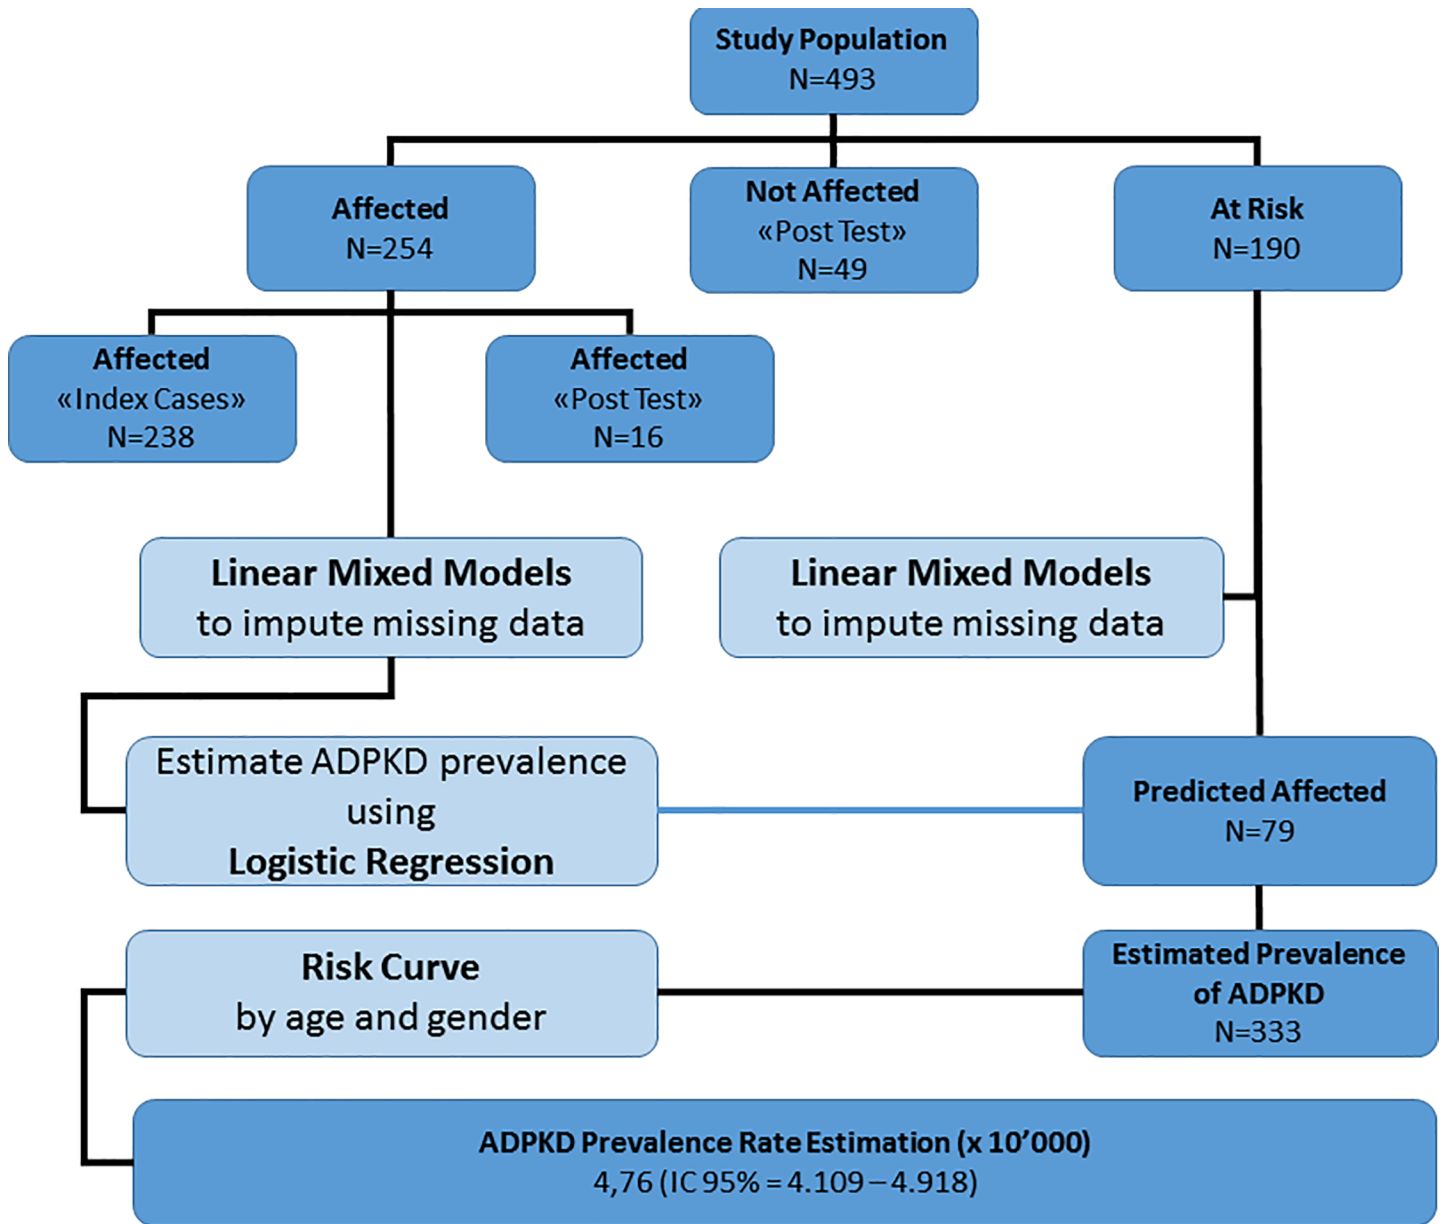 Study Population
N=493
Affected
N=254
Not Affected
«Post Test»
N=49
At Risk
N=190
Affected
«Index Cases»
N=238
Affected
«Post Test»
N=16
Linear Mixed Models
to impute missing data
Linear Mixed Models
to impute missing data
Estimate ADPKD prevalence
using
Logistic Regression
Predicted Affected
N=79
Risk Curve
by age and gender
Estimated Prevalence
of ADPKD
N=333
ADPKD Prevalence Rate Estimation (x 10’000)
4,76 (IC 95% = 4.109 – 4.918)